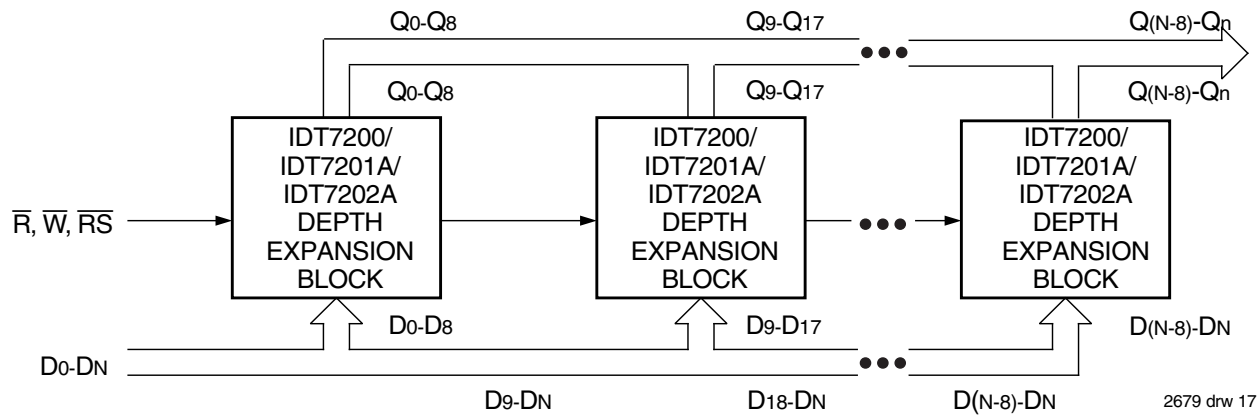 Q0-Q8 Q9-Q17 Q(N-8)-Qn
Q0-Q8 Q9-Q17 Q(N-8)-Qn
IDT7200/
IDT7201A/
IDT7202A
DEPTH
EXPANSION
BLOCK
IDT7200/
IDT7201A/
IDT7202A
DEPTH
EXPANSION
BLOCK
IDT7200/
IDT7201A/
IDT7202A
DEPTH
EXPANSION
BLOCK
R̅, W̅, R̅S̅
D0-D8 D9-D17 D(N-8)-DN
D0-DN
D9-DN D18-DN D(N-8)-DN
2679 drw 17